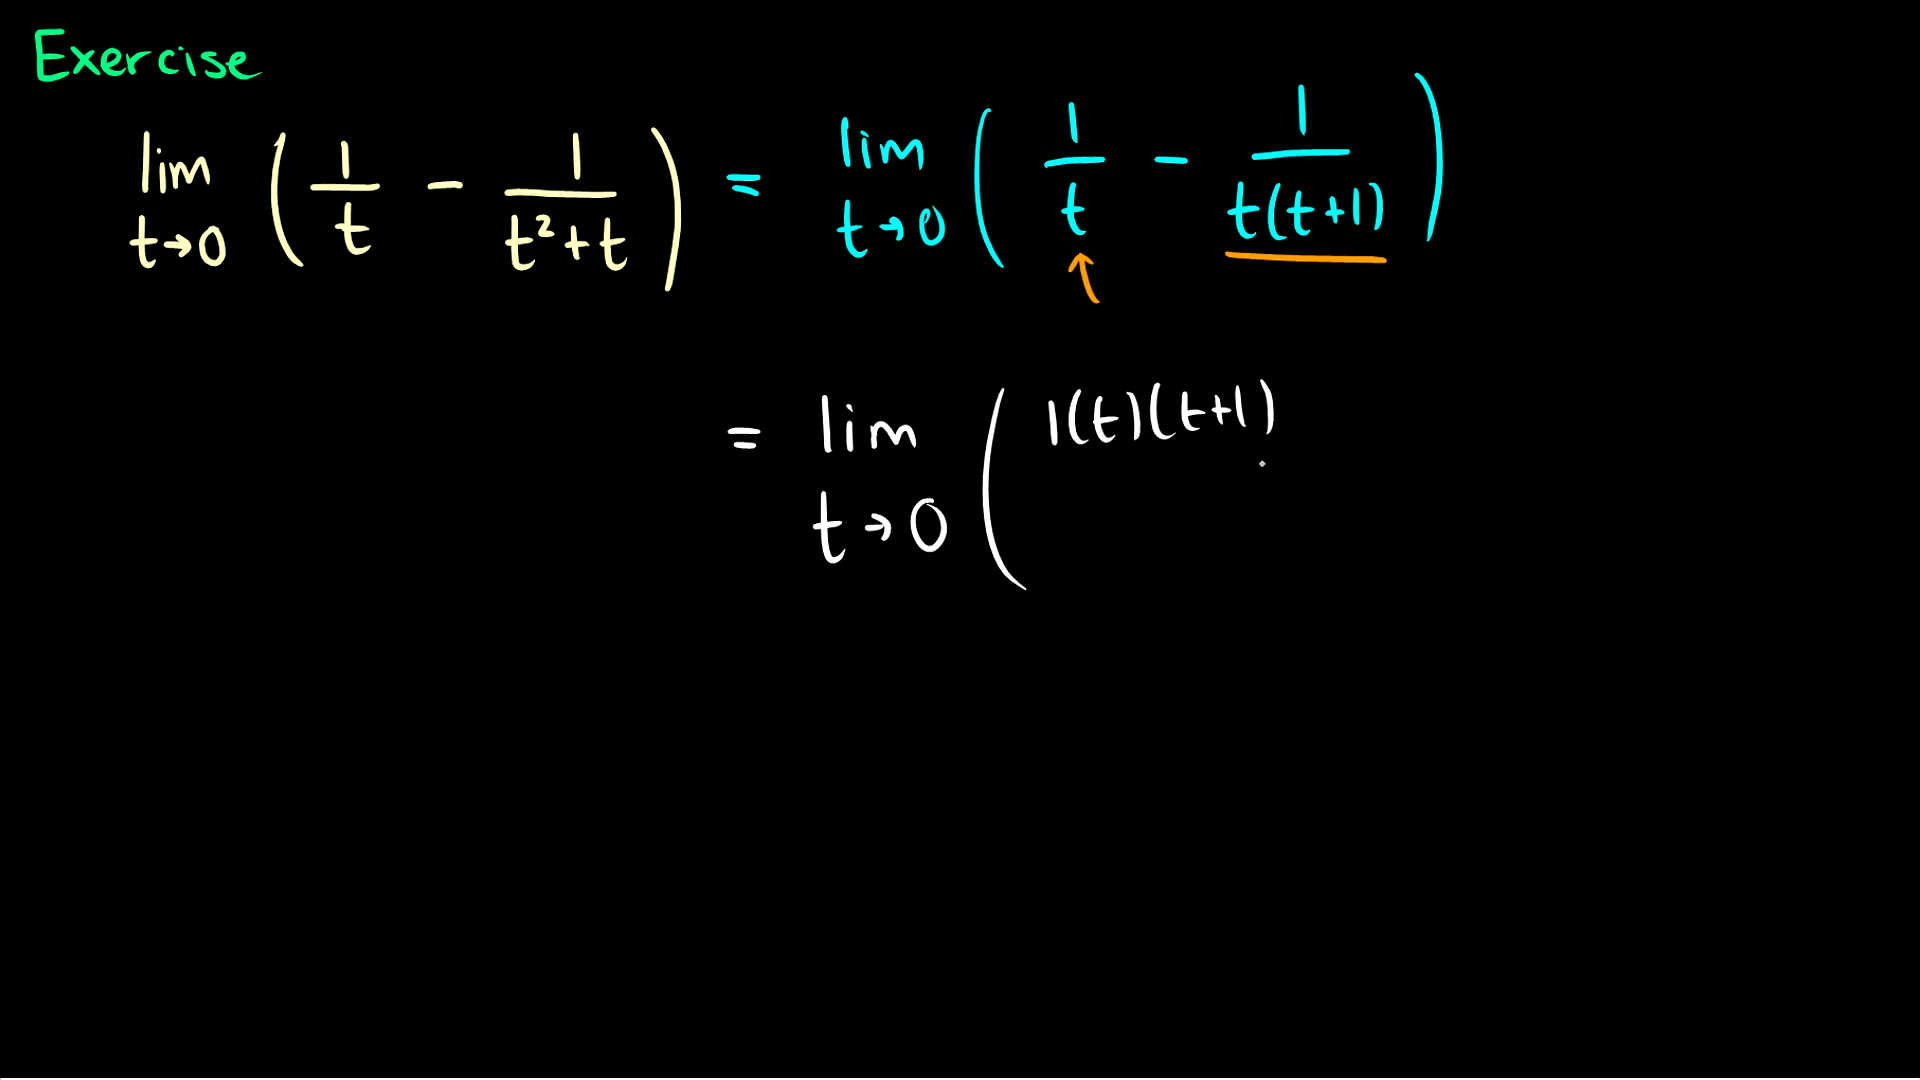 Exercise
lim t→0 ( 1/t - 1/(t²+t) ) = lim t→0 ( 1/t - 1/(t(t+1)) )
= lim t→0 ( 1(t)(t+1)